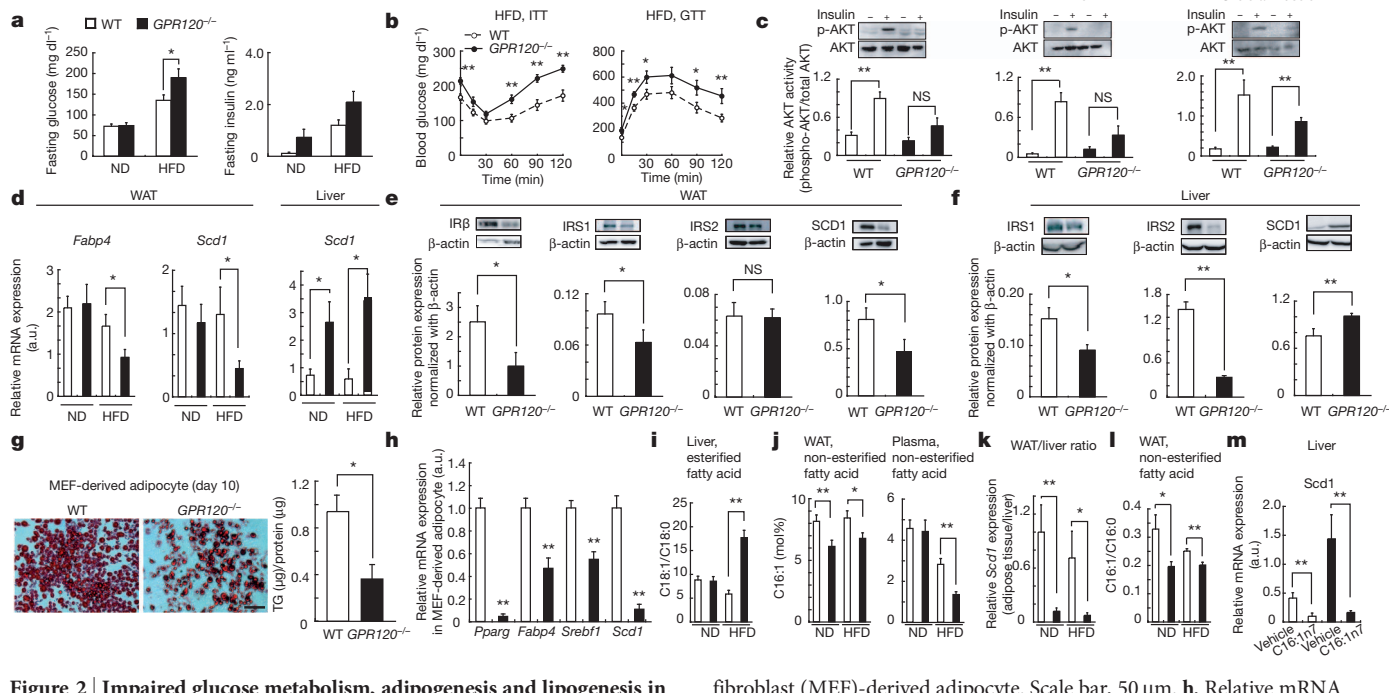 a
WT GPR120–/–
Fasting glucose (mg dl–1)
250
200
150
100
50
0
*
ND HFD
Fasting insulin (ng ml–1)
4.0
2.0
0
ND HFD
b
HFD, ITT
WT
GPR120–/–
Blood glucose (mg dl–1)
300
200
100
0
** ** ** **
30 60 90 120
Time (min)
HFD, GTT
800
600
400
200
0
* ** * * **
30 60 90 120
Time (min)
c
Insulin – + – +
p-AKT
AKT
Relative AKT activity
(phospho-AKT/total AKT)
1.2
0.6
0
** NS
WT GPR120–/–
Insulin – + – +
p-AKT
AKT
1.2
0.6
0
** NS
WT GPR120–/–
Insulin – + – +
p-AKT
AKT
2.0
1.0
0
** **
WT GPR120–/–
d
WAT Liver
Fabp4 Scd1 Scd1
Relative mRNA expression
(a.u.)
3
2
1
0
*
ND HFD
2
1
0
*
ND HFD
4
3
2
1
0
* *
ND HFD
e
WAT
IRβ
β-actin
IRS1
β-actin
IRS2
β-actin
SCD1
β-actin
Relative protein expression
normalized with β-actin
3
2
1
0
*
WT GPR120–/–
0.12
0.06
0
*
WT GPR120–/–
0.08
0.04
0
NS
WT GPR120–/–
1.2
0.6
0
*
WT GPR120–/–
f
Liver
IRS1
β-actin
IRS2
β-actin
SCD1
β-actin
Relative protein expression
normalized with β-actin
0.20
0.10
0
*
WT GPR120–/–
1.8
1.2
0.6
0
**
WT GPR120–/–
1.2
0.6
0
**
WT GPR120–/–
g
MEF-derived adipocyte (day 10)
WT GPR120–/–
TG (μg)/protein (μg)
1.2
0.8
0.4
0
*
WT GPR120–/–
h
Relative mRNA expression
in MEF-derived adipocyte (a.u.)
1.4
1.2
1.0
0.8
0.6
0.4
0.2
0
** ** ** **
Pparg Fabp4 Srebf1 Scd1
i
Liver,
esterified
fatty acid
C18:1/C18:0
25
20
15
10
5
0
**
ND HFD
j
WAT,
non-esterified
fatty acid
C16:1 (mol%)
10
5
0
** *
ND HFD
Plasma,
non-esterified
fatty acid
6
4
2
0
**
ND HFD
k
WAT/liver ratio
Relative Scd1 expression
(adipose tissue/liver)
1.5
1.0
0.5
0
** *
ND HFD
l
WAT,
non-esterified
fatty acid
C16:1/C16:0
0.4
0.2
0
* **
ND HFD
m
Liver
Scd1
Relative mRNA expression
(a.u.)
2.0
1.5
1.0
0.5
0
** **
Vehicle C16:1n7 Vehicle C16:1n7
Figure 2 | Impaired glucose metabolism, adipogenesis and lipogenesis in
fibroblast (MEF)-derived adipocyte. Scale bar, 50 μm. h, Relative mRNA